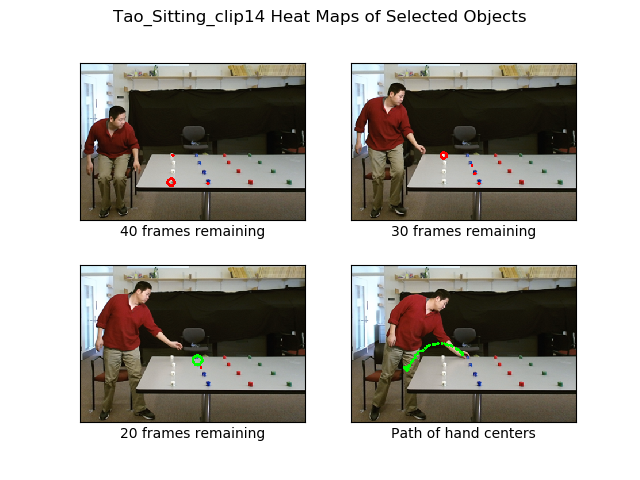 Tao_Sitting_clip14 Heat Maps of Selected Objects
40 frames remaining
30 frames remaining
20 frames remaining
Path of hand centers